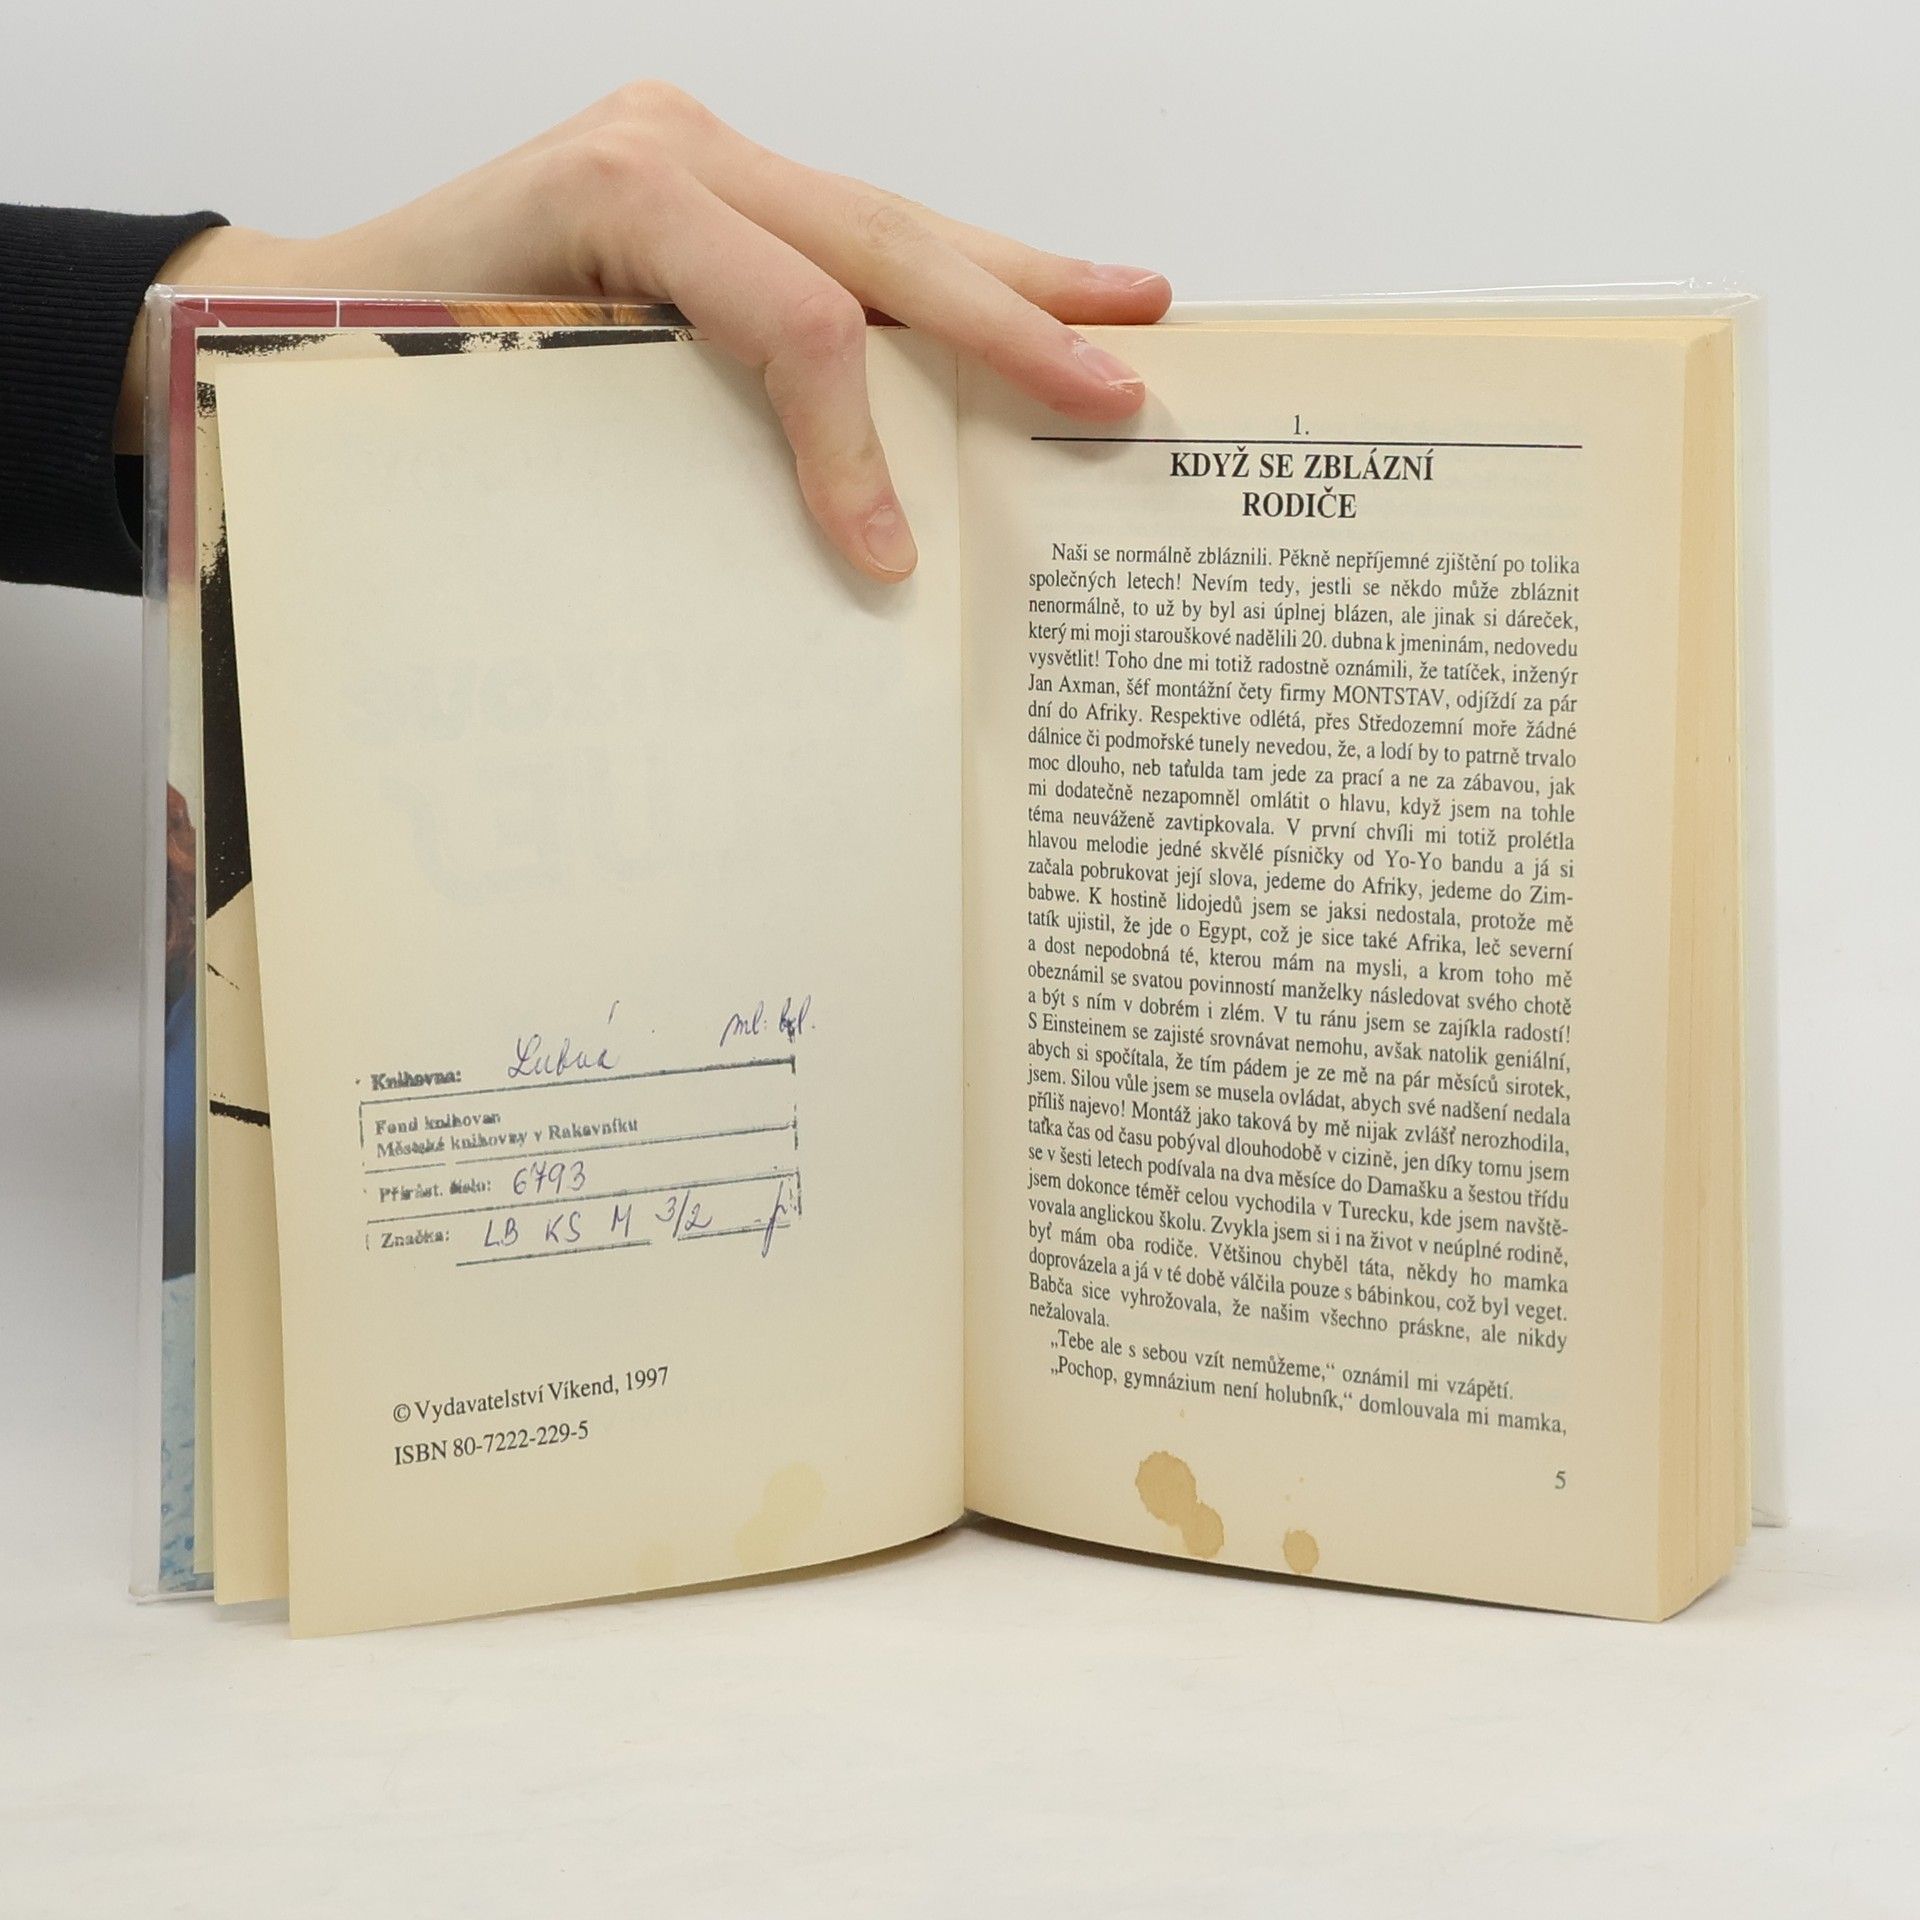 Lubná ml. bel.
Knihovna:
Fond knihovan
Městské knihovny v Rakovníku
Přírůst. číslo: 6793
Značka: LB KS M 3/2
© Vydavatelství Víkend, 1997
ISBN 80-7222-229-5
1.
KDYŽ SE ZBLÁZNÍ
RODIČE
Naši se normálně zbláznili. Pěkně nepříjemné zjištění po tolika
společných letech! Nevím tedy, jestli se někdo může zbláznit
nenormálně, to už by byl asi úplnej blázen, ale jinak si dáreček,
který mi moji starouškové nadělili 20. dubna k jmeninám, nedovedu
vysvětlit! Toho dne mi totiž radostně oznámili, že tatíček, inženýr
Jan Axman, šéf montážní čety firmy MONTSTAV, odjíždí za pár
dní do Afriky. Respektive odlétá, přes Středozemní moře žádné
dálnice či podmořské tunely nevedou, že, a lodí by to patrně trvalo
moc dlouho, neb taťulda tam jede za prací a ne za zábavou, jak
mi dodatečně nezapomněl omlátit o hlavu, když jsem na tohle
téma neuváženě zavtipkovala. V první chvíli mi totiž prolétla
hlavou melodie jedné skvělé písničky od Yo-Yo bandu a já si
začala pobrukovat její slova, jedeme do Afriky, jedeme do Zim-
babwe. K hostině lidojedů jsem se jaksi nedostala, protože mě
tatík ujistil, že jde o Egypt, což je sice také Afrika, leč severní
a dost nepodobná té, kterou mám na mysli, a krom toho mě
obeznámil se svatou povinností manželky následovat svého chotě
a být s ním v dobrém i zlém. V tu ránu jsem se zajíkla radostí!
S Einsteinem se zajisté srovnávat nemohu, avšak natolik geniální,
abych si spočítala, že tím pádem je ze mě na pár měsíců sirotek,
jsem. Silou vůle jsem se musela ovládat, abych své nadšení nedala
příliš najevo! Montáž jako taková by mě nijak zvlášť nerozhodila,
taťka čas od času pobýval dlouhodobě v cizině, jen díky tomu jsem
se v šesti letech podívala na dva měsíce do Damašku a šestou třídu
jsem dokonce téměř celou vychodila v Turecku, kde jsem navště-
vovala anglickou školu. Zvykla jsem si i na život v neúplné rodině,
byť mám oba rodiče. Většinou chyběl táta, někdy ho mamka
doprovázela a já v té době válčila pouze s bábinkou, což byl veget.
Babča sice vyhrožovala, že našim všechno práskne, ale nikdy
nežalovala.
„Tebe ale s sebou vzít nemůžeme,“ oznámil mi vzápětí.
„Pochop, gymnázium není holubník,“ domlouvala mi mamka,
5